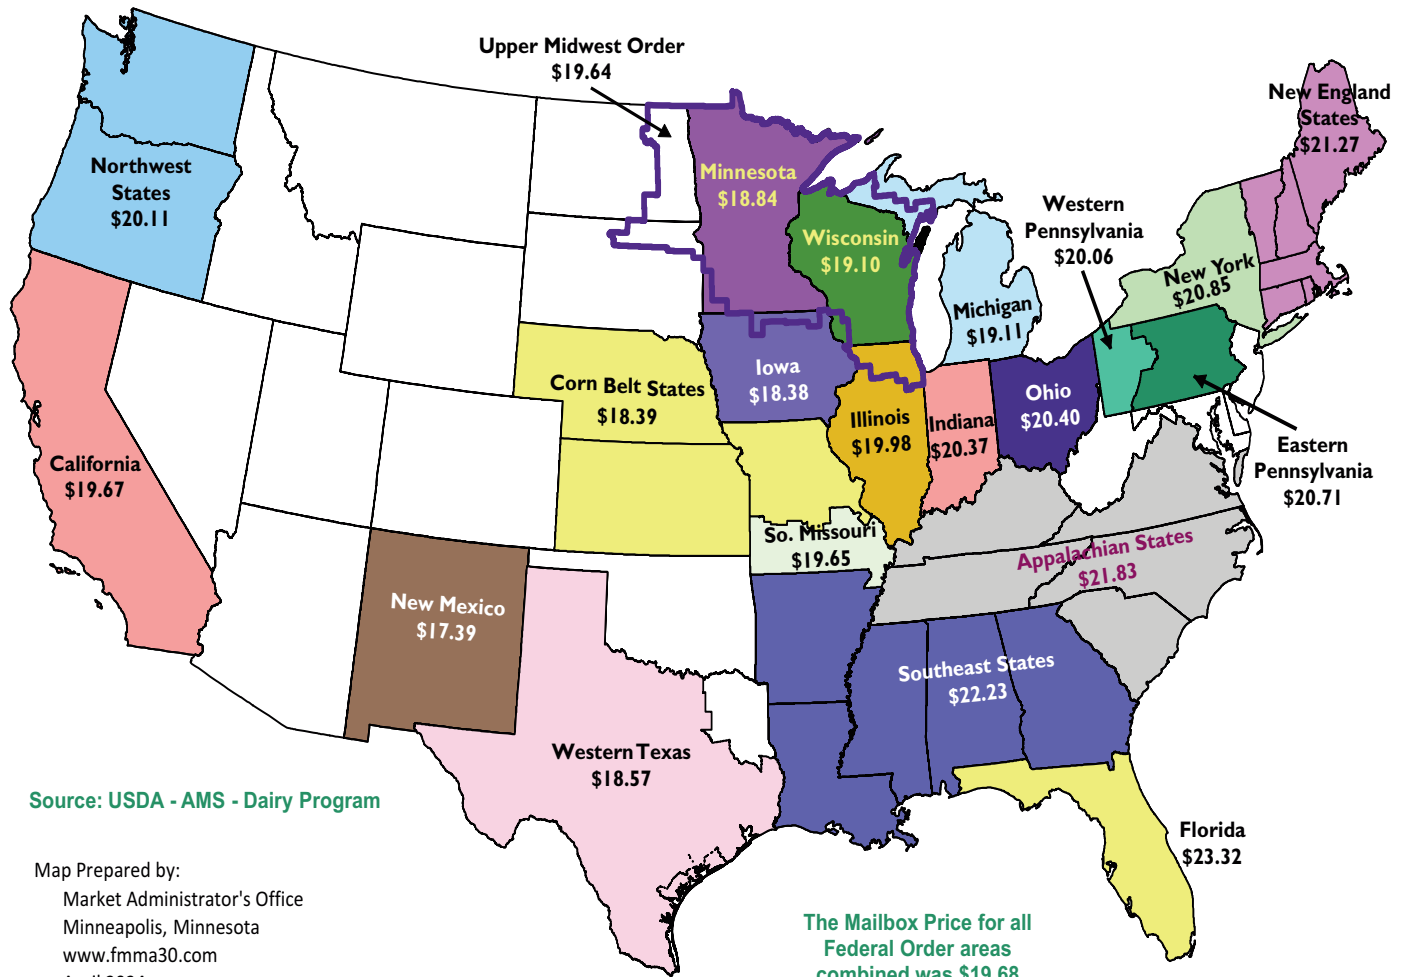 Upper Midwest Order
$19.64
New England
States
$21.27
Northwest
States
$20.11
Minnesota
$18.84
Western
Pennsylvania
$20.06
Wisconsin
$19.10
New York
$20.85
Michigan
$19.11
Iowa
$18.38
Corn Belt States
$18.39
Ohio
$20.40
Illinois
$19.98
Indiana
$20.37
Eastern
Pennsylvania
$20.71
California
$19.67
So. Missouri
$19.65
Appalachian States
$21.83
New Mexico
$17.39
Southeast States
$22.23
Western Texas
$18.57
Source: USDA - AMS - Dairy Program
Florida
$23.32
Map Prepared by:
Market Administrator's Office
Minneapolis, Minnesota
www.fmma30.com
The Mailbox Price for all
Federal Order areas
combined was $19.68